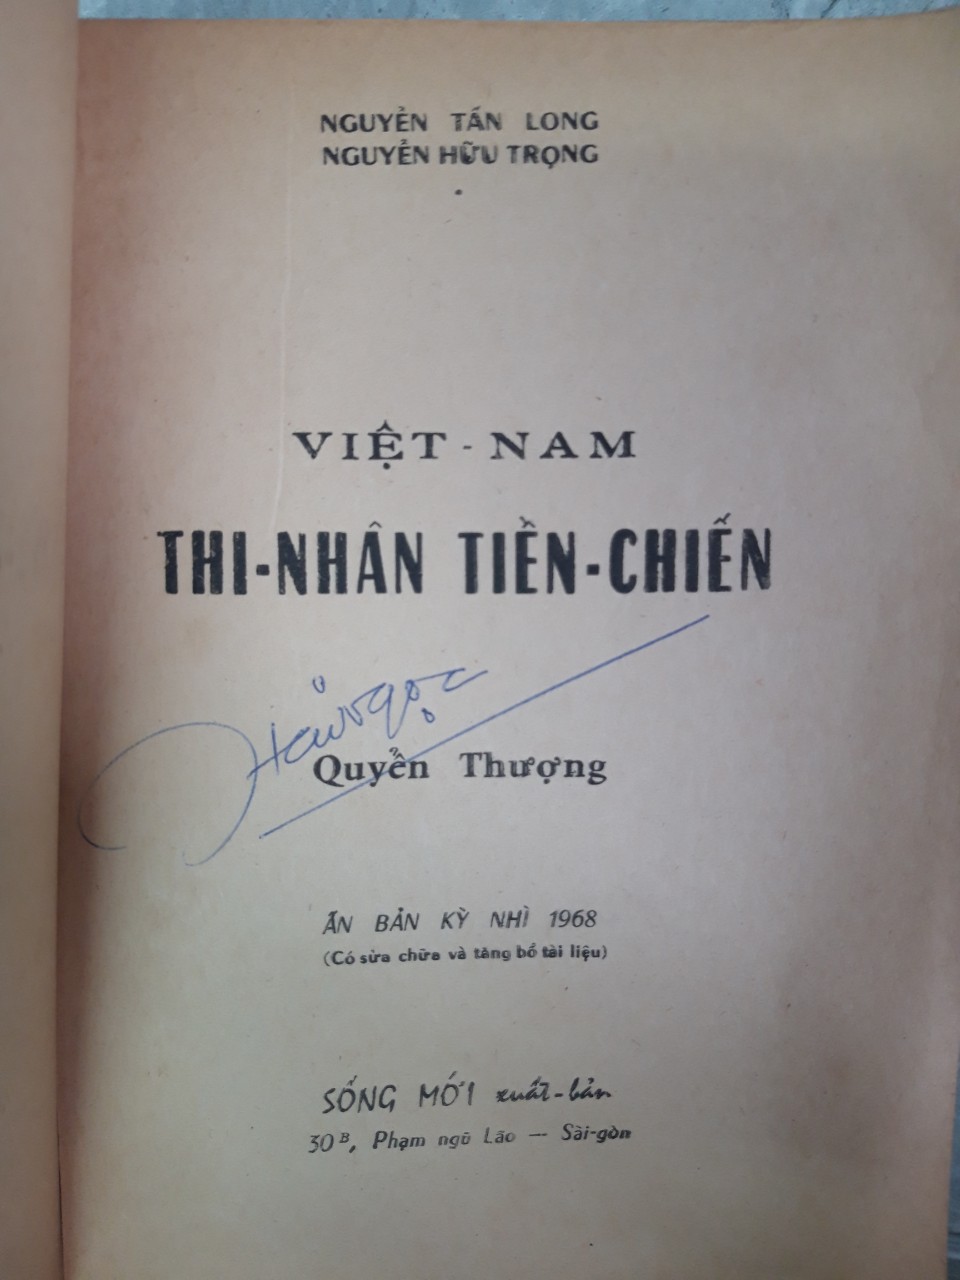 NGUYỄN TẤN LONG
NGUYỄN HỮU TRỌNG
VIỆT - NAM
THI-NHÂN TIỀN-CHIẾN
Quyển Thượng
ẤN BẢN KỲ NHÌ 1968
(Có sửa chữa và tăng bổ tài liệu)
SỐNG MỚI xuất-bản
30B, Phạm ngũ Lão — Sài-gòn